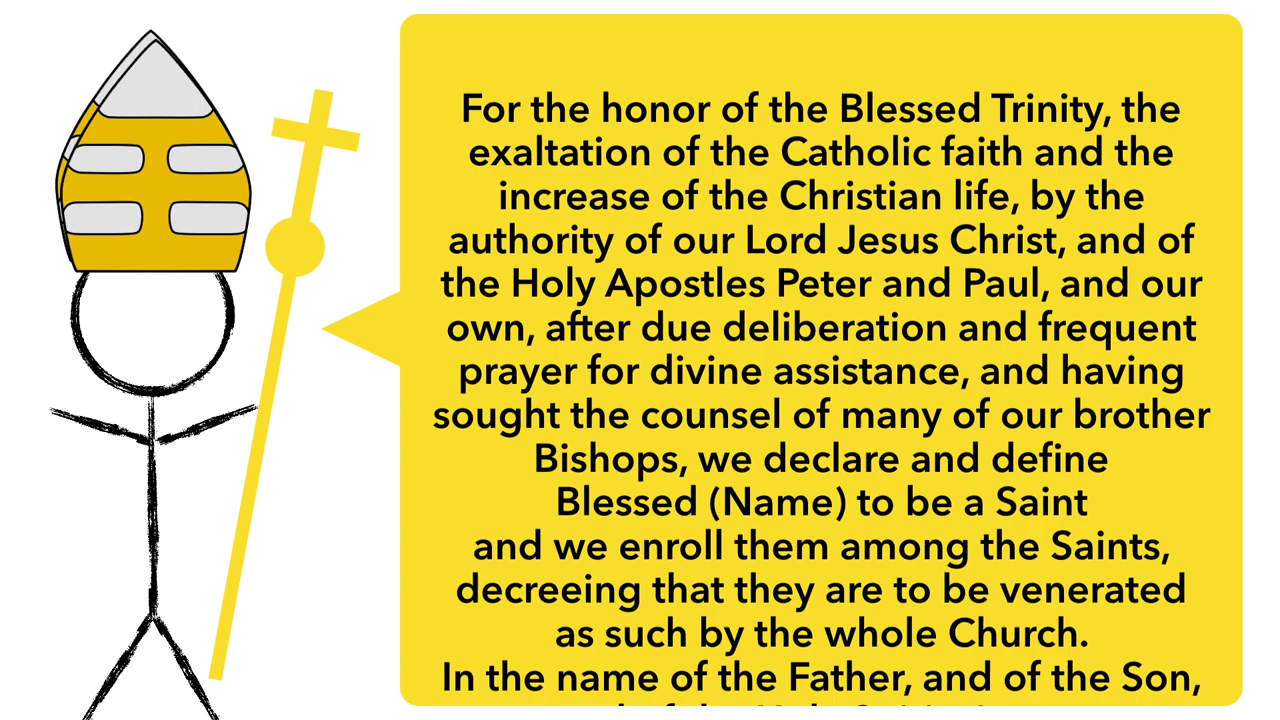 For the honor of the Blessed Trinity, the
exaltation of the Catholic faith and the
increase of the Christian life, by the
authority of our Lord Jesus Christ, and of
the Holy Apostles Peter and Paul, and our
own, after due deliberation and frequent
prayer for divine assistance, and having
sought the counsel of many of our brother
Bishops, we declare and define
Blessed (Name) to be a Saint
and we enroll them among the Saints,
decreeing that they are to be venerated
as such by the whole Church.
In the name of the Father, and of the Son,